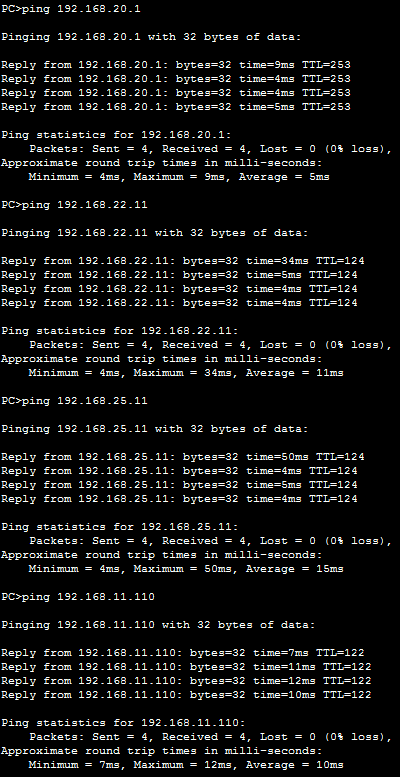 PC>ping 192.168.20.1
Pinging 192.168.20.1 with 32 bytes of data:
Reply from 192.168.20.1: bytes=32 time=9ms TTL=253
Reply from 192.168.20.1: bytes=32 time=4ms TTL=253
Reply from 192.168.20.1: bytes=32 time=4ms TTL=253
Reply from 192.168.20.1: bytes=32 time=5ms TTL=253
Ping statistics for 192.168.20.1:
Packets: Sent = 4, Received = 4, Lost = 0 (0% loss),
Approximate round trip times in milli-seconds:
Minimum = 4ms, Maximum = 9ms, Average = 5ms
PC>ping 192.168.22.11
Pinging 192.168.22.11 with 32 bytes of data:
Reply from 192.168.22.11: bytes=32 time=34ms TTL=124
Reply from 192.168.22.11: bytes=32 time=5ms TTL=124
Reply from 192.168.22.11: bytes=32 time=4ms TTL=124
Reply from 192.168.22.11: bytes=32 time=4ms TTL=124
Ping statistics for 192.168.22.11:
Packets: Sent = 4, Received = 4, Lost = 0 (0% loss),
Approximate round trip times in milli-seconds:
Minimum = 4ms, Maximum = 34ms, Average = 11ms
PC>ping 192.168.25.11
Pinging 192.168.25.11 with 32 bytes of data:
Reply from 192.168.25.11: bytes=32 time=50ms TTL=124
Reply from 192.168.25.11: bytes=32 time=4ms TTL=124
Reply from 192.168.25.11: bytes=32 time=5ms TTL=124
Reply from 192.168.25.11: bytes=32 time=4ms TTL=124
Ping statistics for 192.168.25.11:
Packets: Sent = 4, Received = 4, Lost = 0 (0% loss),
Approximate round trip times in milli-seconds:
Minimum = 4ms, Maximum = 50ms, Average = 15ms
PC>ping 192.168.11.110
Pinging 192.168.11.110 with 32 bytes of data:
Reply from 192.168.11.110: bytes=32 time=7ms TTL=122
Reply from 192.168.11.110: bytes=32 time=11ms TTL=122
Reply from 192.168.11.110: bytes=32 time=12ms TTL=122
Reply from 192.168.11.110: bytes=32 time=10ms TTL=122
Ping statistics for 192.168.11.110:
Packets: Sent = 4, Received = 4, Lost = 0 (0% loss),
Approximate round trip times in milli-seconds:
Minimum = 7ms, Maximum = 12ms, Average = 10ms